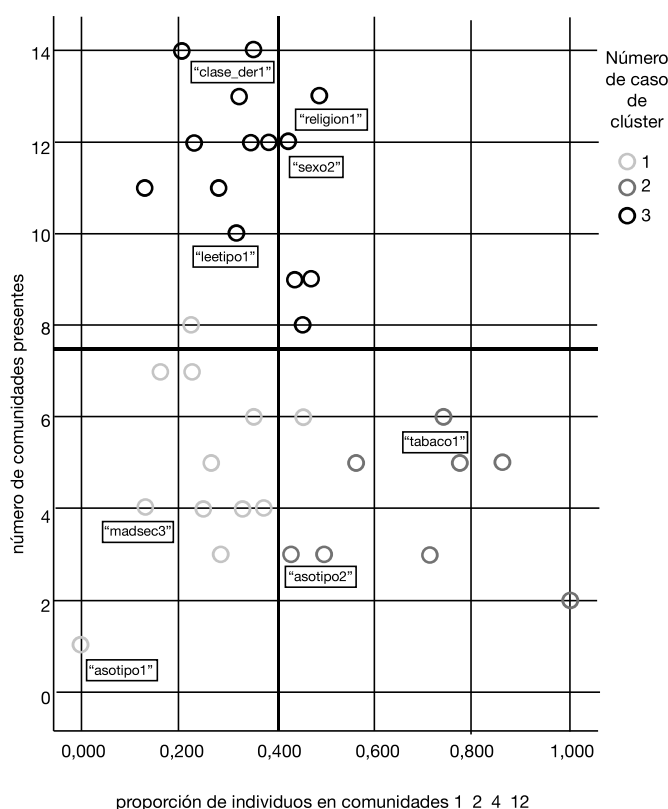 14
12
10
8
6
4
2
0
número de comunidades presentes
“clase_der1”
“religion1”
“sexo2”
“leetipo1”
“tabaco1”
“madsec3”
“asotipo2”
“asotipo1”
0,000 0,200 0,400 0,600 0,800 1,000
proporción de individuos en comunidades 1 2 4 12
Número
de caso
de
clúster
1
2
3